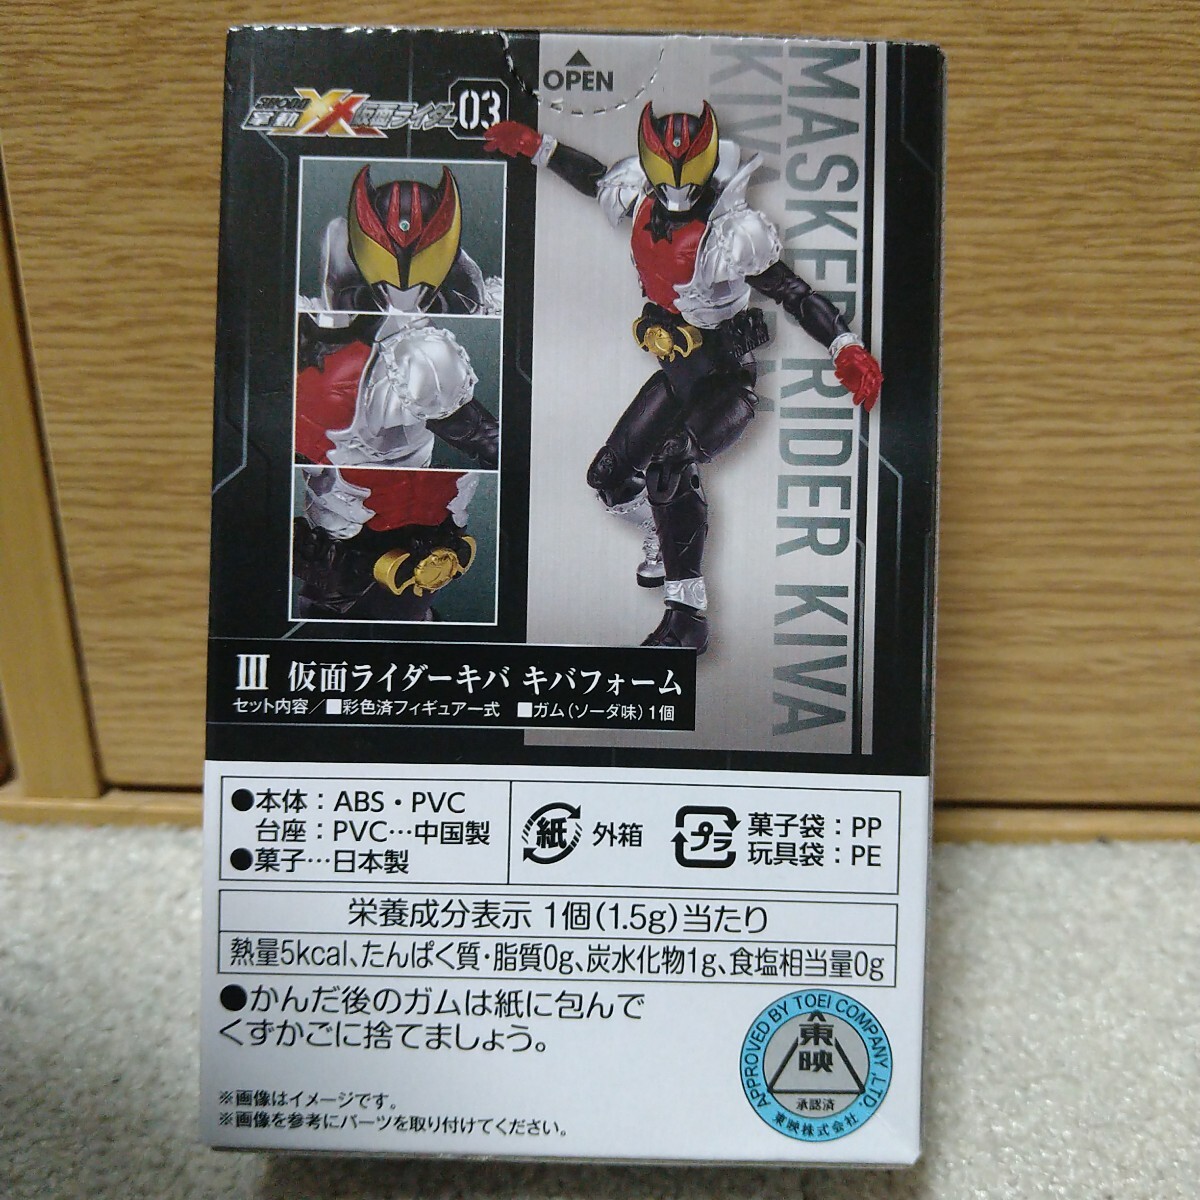 OPEN
SHODO
掌動 XX 仮面ライダー 03
MASKED RIDER KIVA
KIVA
III 仮面ライダーキバ キバフォーム
セット内容／■彩色済フィギュア一式 ■ガム(ソーダ味)1個
●本体：ABS・PVC
台座：PVC…中国製
●菓子…日本製
紙 外箱
プラ 菓子袋：PP
玩具袋：PE
栄養成分表示 1個(1.5g)当たり
熱量5kcal、たんぱく質・脂質0g、炭水化物1g、食塩相当量0g
●かんだ後のガムは紙に包んで
くずかごに捨てましょう。
※画像はイメージです。
※画像を参考にパーツを取り付けてください。
APPROVED BY TOEI COMPANY,LTD.
東映
承認済
東映株式会社